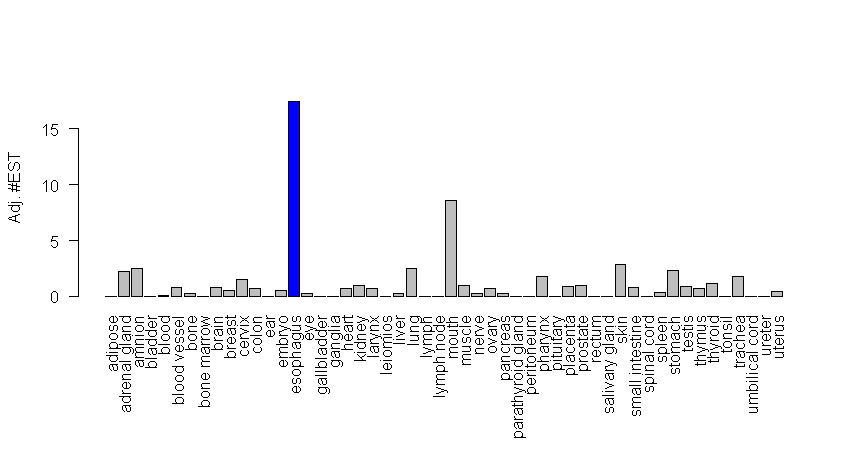 Adj. #EST
15
10
5
0
adipose
adrenal gland
amnion
bladder
blood
blood vessel
bone
bone marrow
brain
breast
cervix
colon
ear
embryo
esophagus
eye
gallbladder
ganglia
heart
kidney
larynx
leiomios
liver
lung
lymph
lymph node
mouth
muscle
nerve
ovary
pancreas
parathyroid gland
peritoneum
pharynx
pituitary
placenta
prostate
rectum
salivary gland
skin
small intestine
spinal cord
spleen
stomach
testis
thymus
thyroid
tonsil
trachea
umbilical cord
ureter
uterus